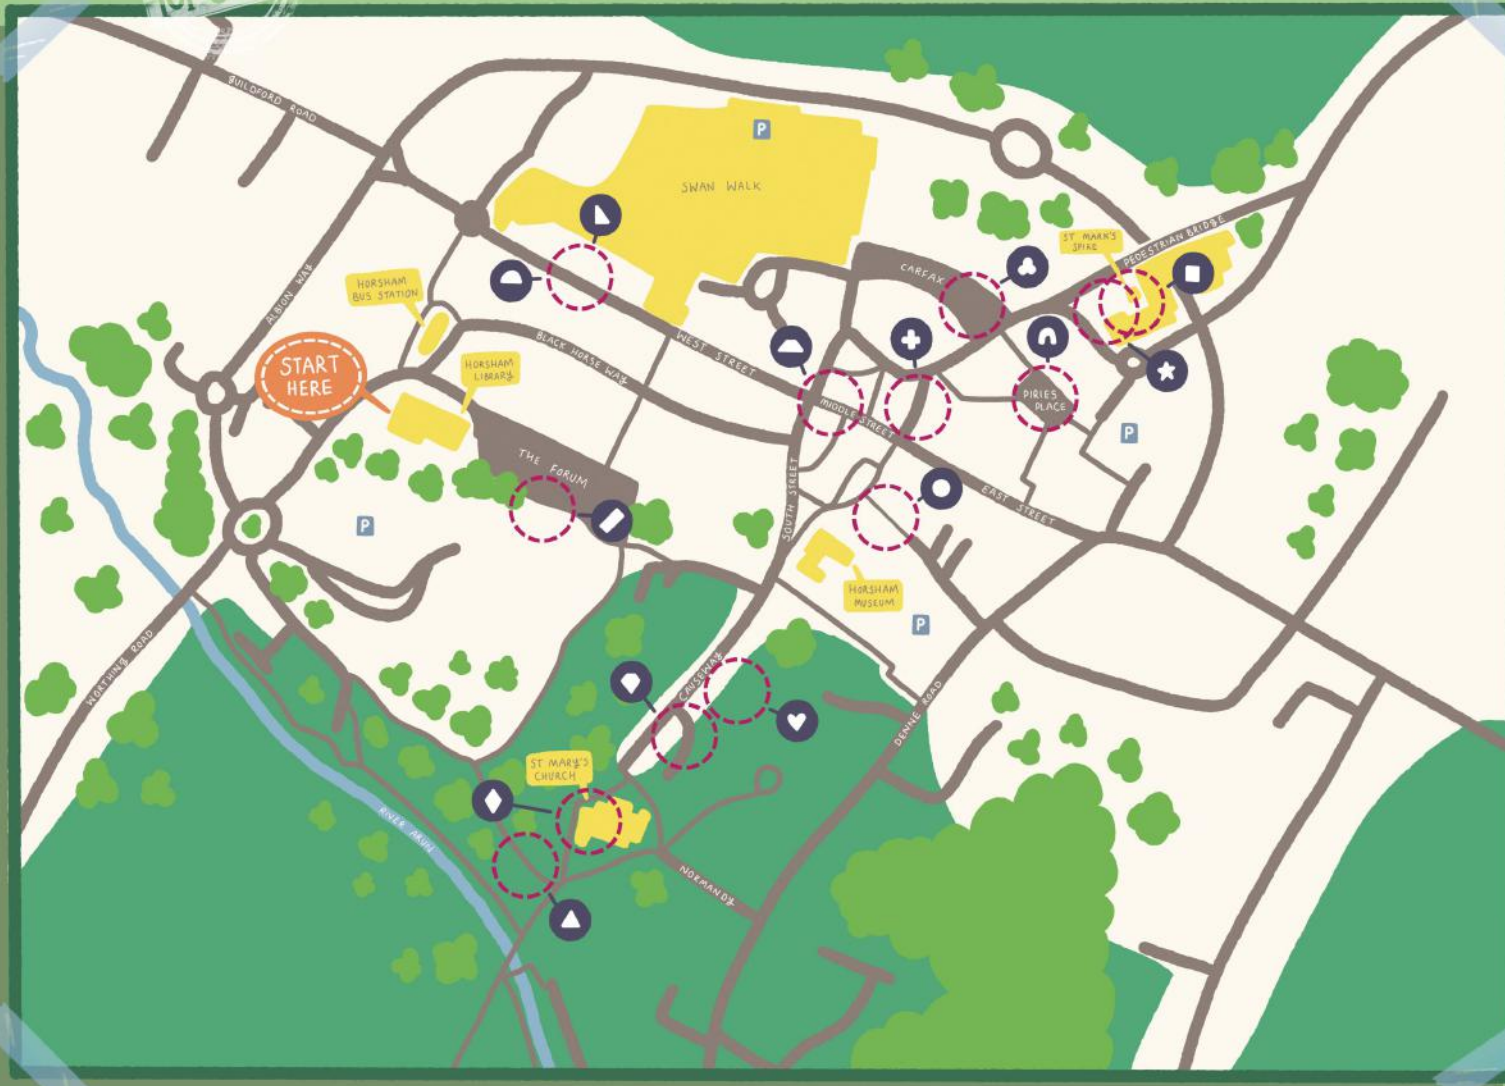 BUILDFORD ROAD
P
SWAN WALK
ST MARK'S
SPIKE
PEDESTRIAN BRIDGE
CARFAX
ALBION WAY
HORSHAM
BUS STATION
BLACK HORSE WAY
WEST STREET
START
HERE
HORSHAM
LIBRARY
MIDDLE STREET
PIRIES
PLACE
P
THE FORUM
SOUTH STREET
EAST STREET
P
HORSHAM
MUSEUM
P
WORTHING ROAD
CAUSEWAY
DENNE ROAD
ST MARY'S
CHURCH
RIVER ARUN
NORMANDY